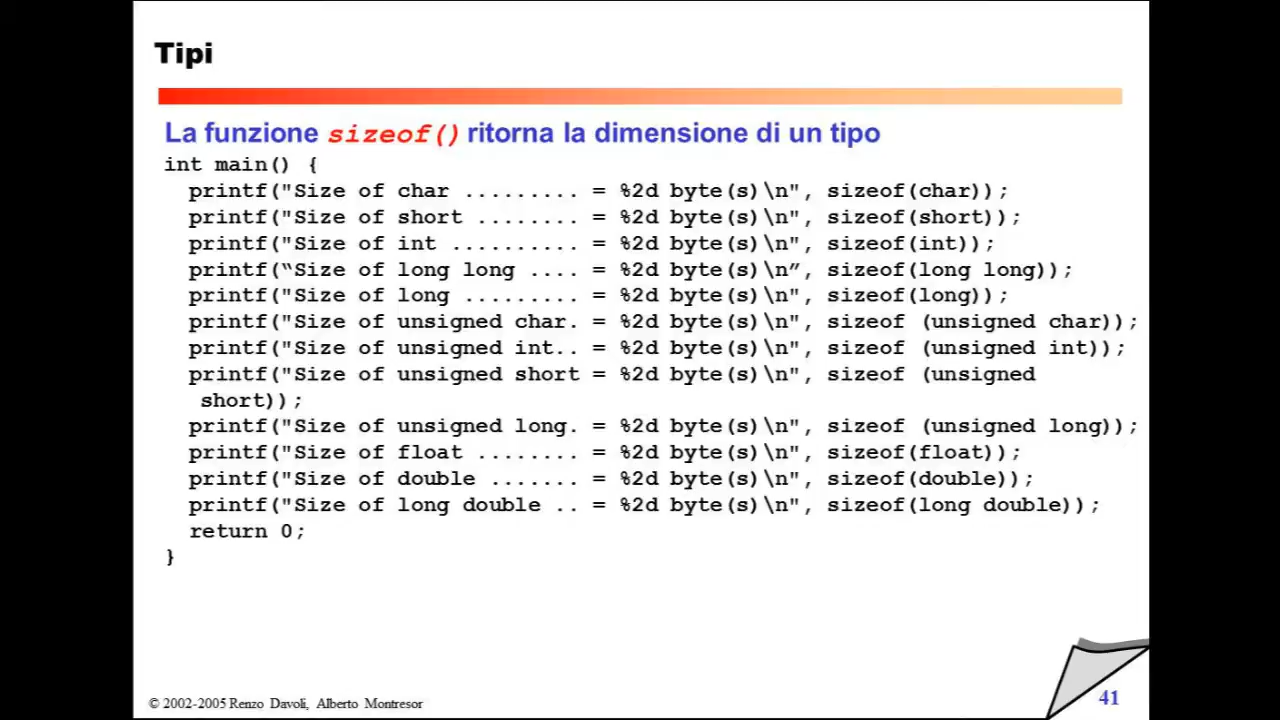 Tipi
La funzione sizeof() ritorna la dimensione di un tipo
int main() {
printf("Size of char ......... = %2d byte(s)\n", sizeof(char));
printf("Size of short ........ = %2d byte(s)\n", sizeof(short));
printf("Size of int .......... = %2d byte(s)\n", sizeof(int));
printf(“Size of long long .... = %2d byte(s)\n”, sizeof(long long));
printf("Size of long ......... = %2d byte(s)\n", sizeof(long));
printf("Size of unsigned char. = %2d byte(s)\n", sizeof (unsigned char));
printf("Size of unsigned int.. = %2d byte(s)\n", sizeof (unsigned int));
printf("Size of unsigned short = %2d byte(s)\n", sizeof (unsigned
short));
printf("Size of unsigned long. = %2d byte(s)\n", sizeof (unsigned long));
printf("Size of float ........ = %2d byte(s)\n", sizeof(float));
printf("Size of double ....... = %2d byte(s)\n", sizeof(double));
printf("Size of long double .. = %2d byte(s)\n", sizeof(long double));
return 0;
}
© 2002-2005 Renzo Davoli, Alberto Montresor
41